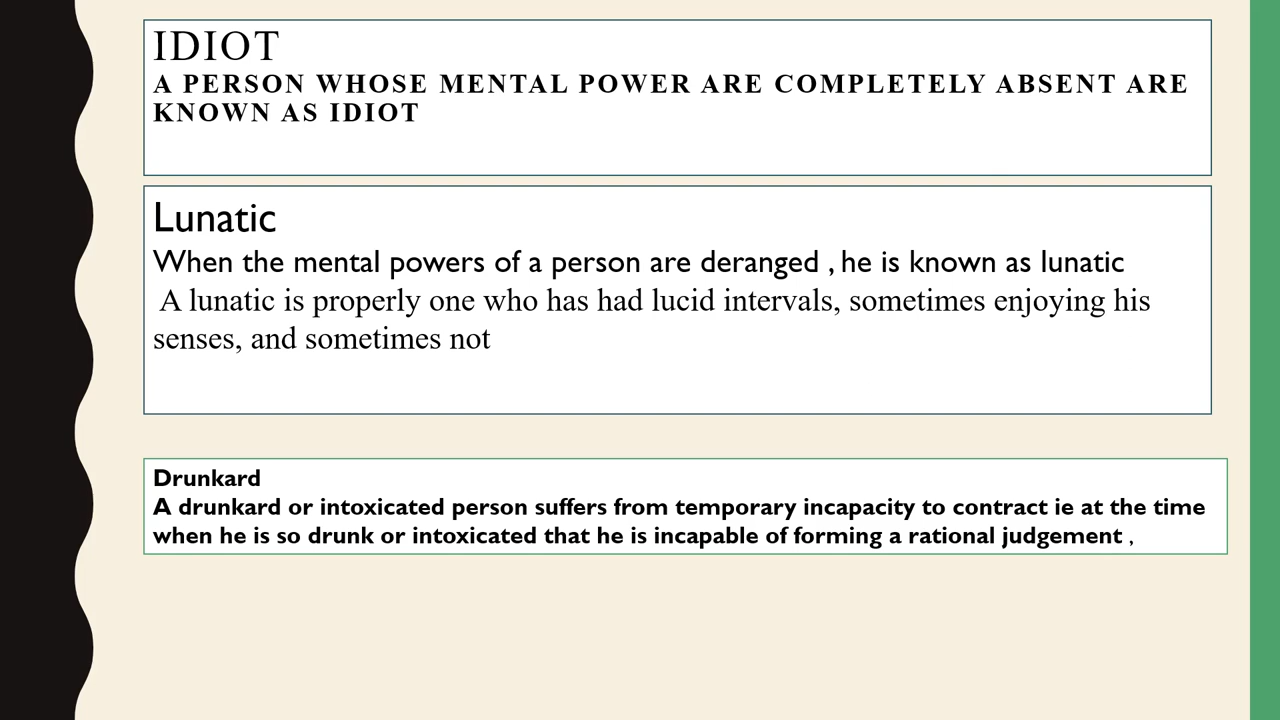 IDIOT
A PERSON WHOSE MENTAL POWER ARE COMPLETELY ABSENT ARE
KNOWN AS IDIOT
Lunatic
When the mental powers of a person are deranged , he is known as lunatic
A lunatic is properly one who has had lucid intervals, sometimes enjoying his
senses, and sometimes not
Drunkard
A drunkard or intoxicated person suffers from temporary incapacity to contract ie at the time
when he is so drunk or intoxicated that he is incapable of forming a rational judgement ,